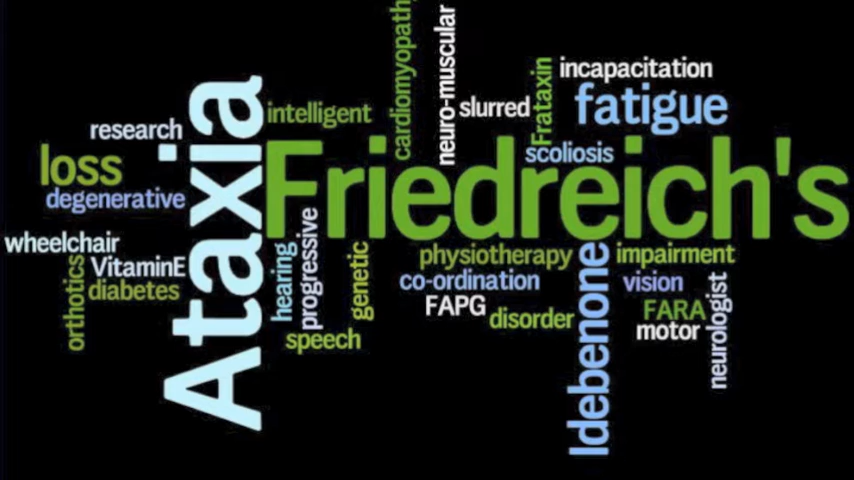 cardiomyopathy
neuro-muscular
incapacitation
Frataxin
slurred
fatigue
intelligent
research
Ataxia
Friedreich's
scoliosis
loss
degenerative
wheelchair
VitaminE
orthotics
diabetes
hearing
progressive
genetic
speech
physiotherapy
co-ordination
FAPG
disorder
Idebenone
impairment
vision
FARA
motor
neurologist